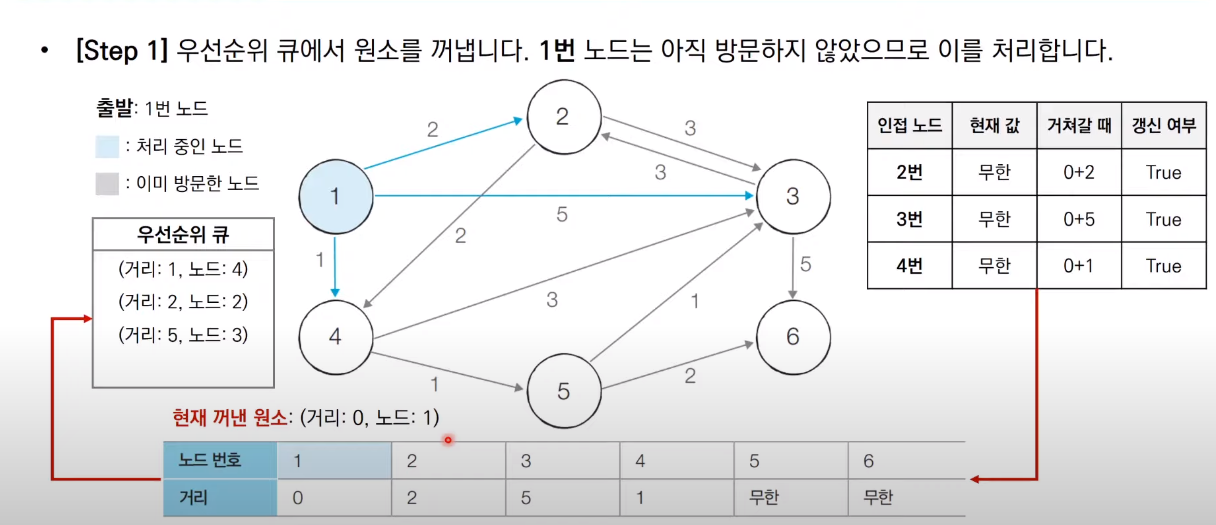 • [Step 1] 우선순위 큐에서 원소를 꺼냅니다. 1번 노드는 아직 방문하지 않았으므로 이를 처리합니다.
출발: 1번 노드
: 처리 중인 노드
: 이미 방문한 노드
우선순위 큐
(거리: 1, 노드: 4)
(거리: 2, 노드: 2)
(거리: 5, 노드: 3)
1
2
3
4
5
6
2
3
3
5
1
2
3
5
1
1
2
인접 노드 현재 값 거쳐갈 때 갱신 여부
2번 무한 0+2 True
3번 무한 0+5 True
4번 무한 0+1 True
현재 꺼낸 원소: (거리: 0, 노드: 1)
노드 번호 1 2 3 4 5 6
거리 0 2 5 1 무한 무한